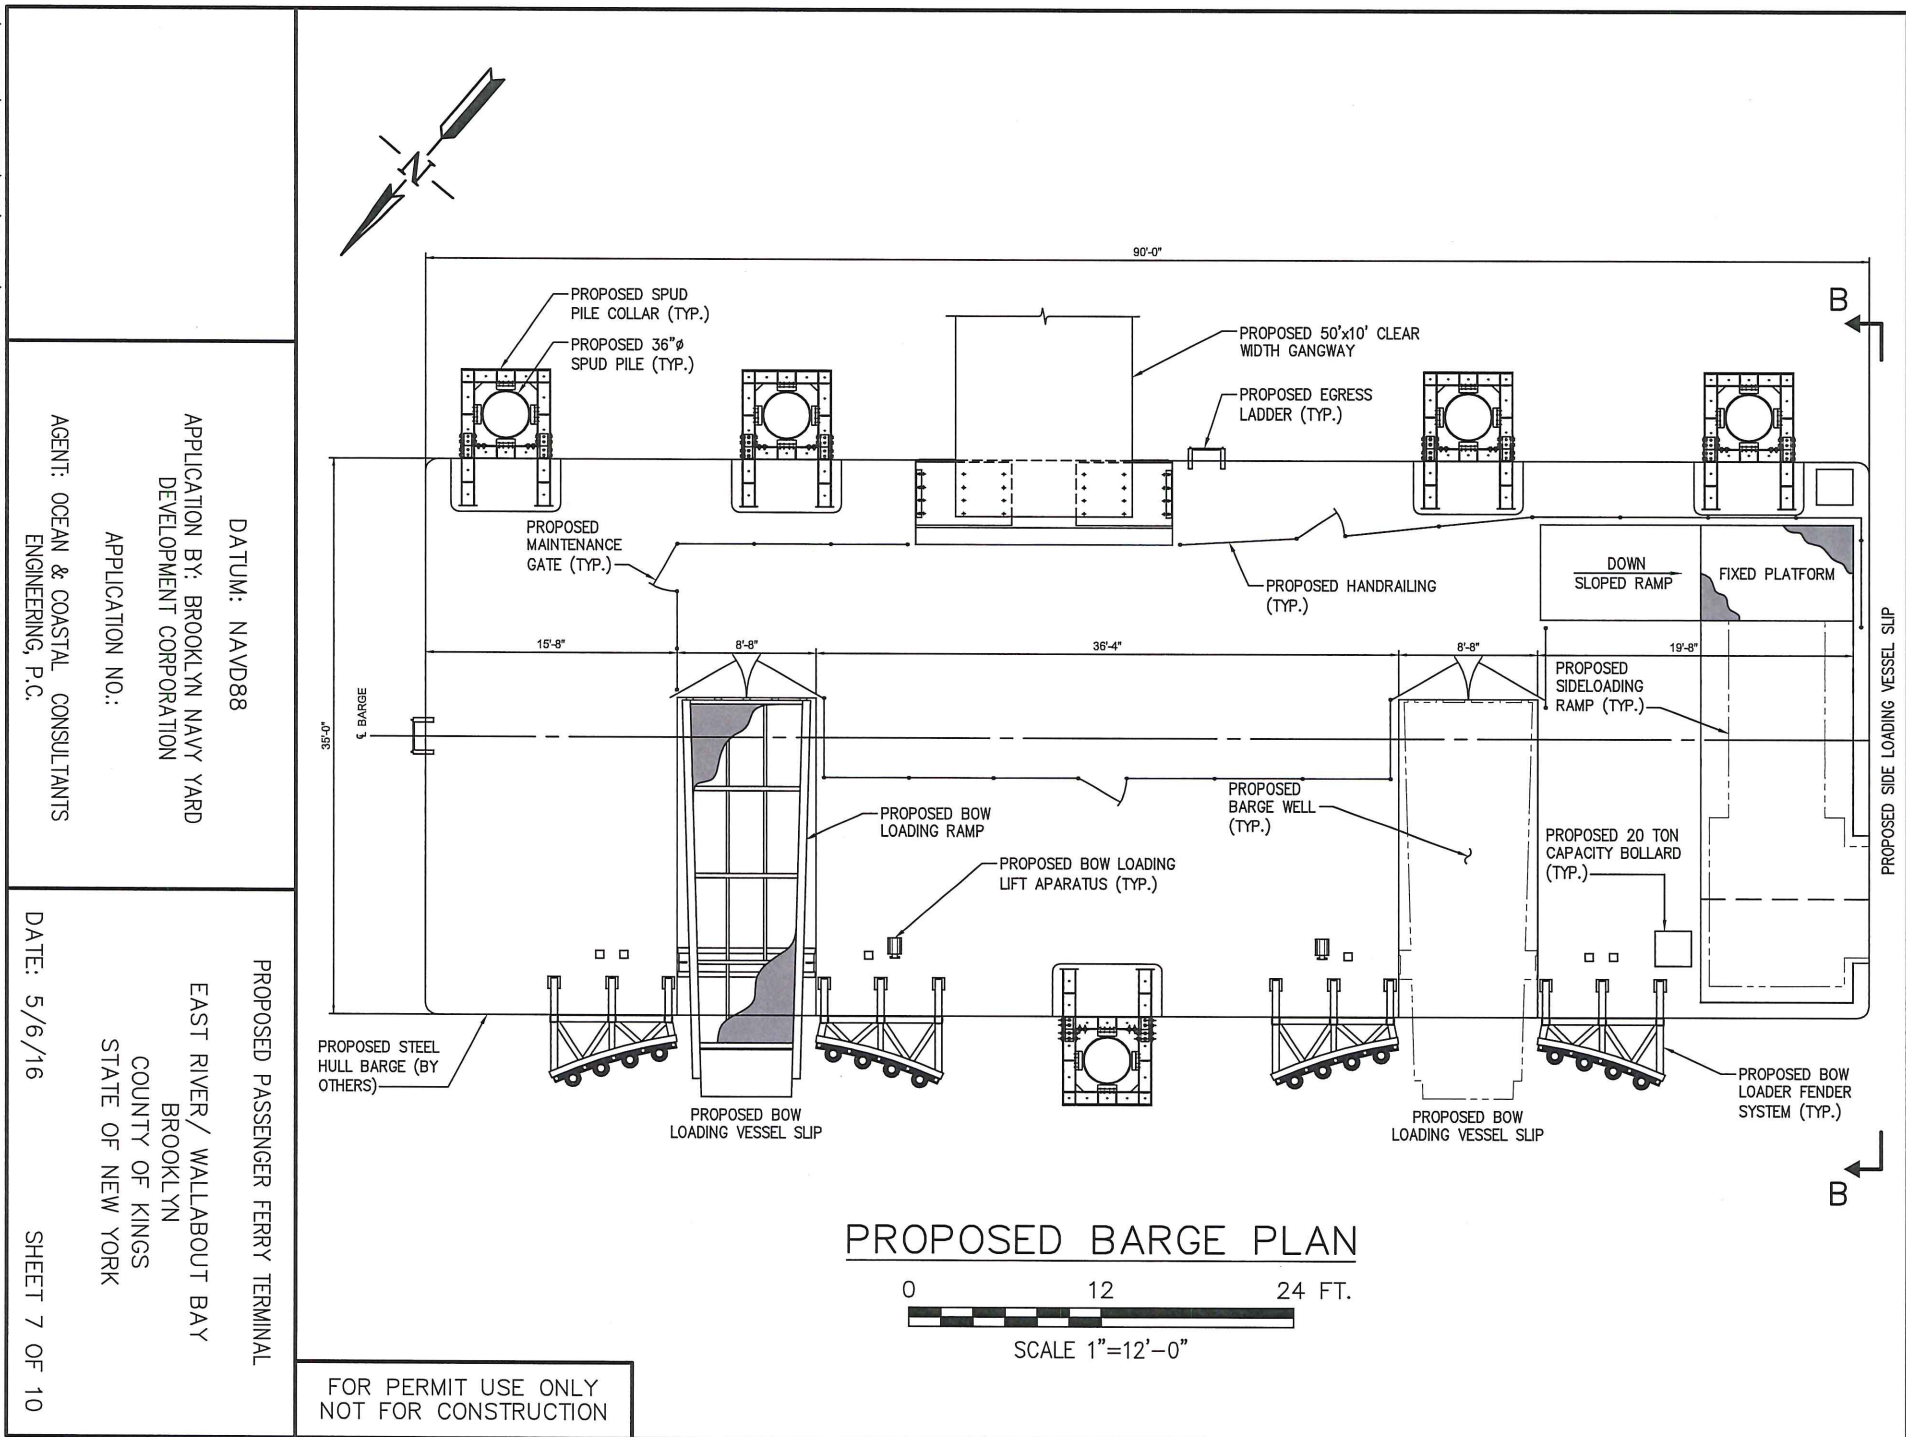 N
90'-0"
B
PROPOSED SPUD
PILE COLLAR (TYP.)
PROPOSED 36"ø
SPUD PILE (TYP.)
PROPOSED 50'x10' CLEAR
WIDTH GANGWAY
PROPOSED EGRESS
LADDER (TYP.)
PROPOSED
MAINTENANCE
GATE (TYP.)
PROPOSED HANDRAILING
(TYP.)
DOWN
SLOPED RAMP
FIXED PLATFORM
15'-8"
8'-8"
36'-4"
8'-8"
19'-8"
PROPOSED
SIDELOADING
RAMP (TYP.)
PROPOSED SIDE LOADING VESSEL SLIP
35'-0"
℄ BARGE
PROPOSED BOW
LOADING RAMP
PROPOSED
BARGE WELL
(TYP.)
PROPOSED BOW LOADING
LIFT APARATUS (TYP.)
PROPOSED 20 TON
CAPACITY BOLLARD
(TYP.)
PROPOSED STEEL
HULL BARGE (BY
OTHERS)
PROPOSED BOW
LOADING VESSEL SLIP
PROPOSED BOW
LOADING VESSEL SLIP
PROPOSED BOW
LOADER FENDER
SYSTEM (TYP.)
B
PROPOSED BARGE PLAN
0 12 24 FT.
SCALE 1"=12'-0"
FOR PERMIT USE ONLY
NOT FOR CONSTRUCTION
DATUM: NAVD88
APPLICATION BY: BROOKLYN NAVY YARD
DEVELOPMENT CORPORATION
APPLICATION NO.:
AGENT: OCEAN & COASTAL CONSULTANTS
ENGINEERING, P.C.
PROPOSED PASSENGER FERRY TERMINAL
EAST RIVER/ WALLABOUT BAY
BROOKLYN
COUNTY OF KINGS
STATE OF NEW YORK
DATE: 5/6/16 SHEET 7 OF 10